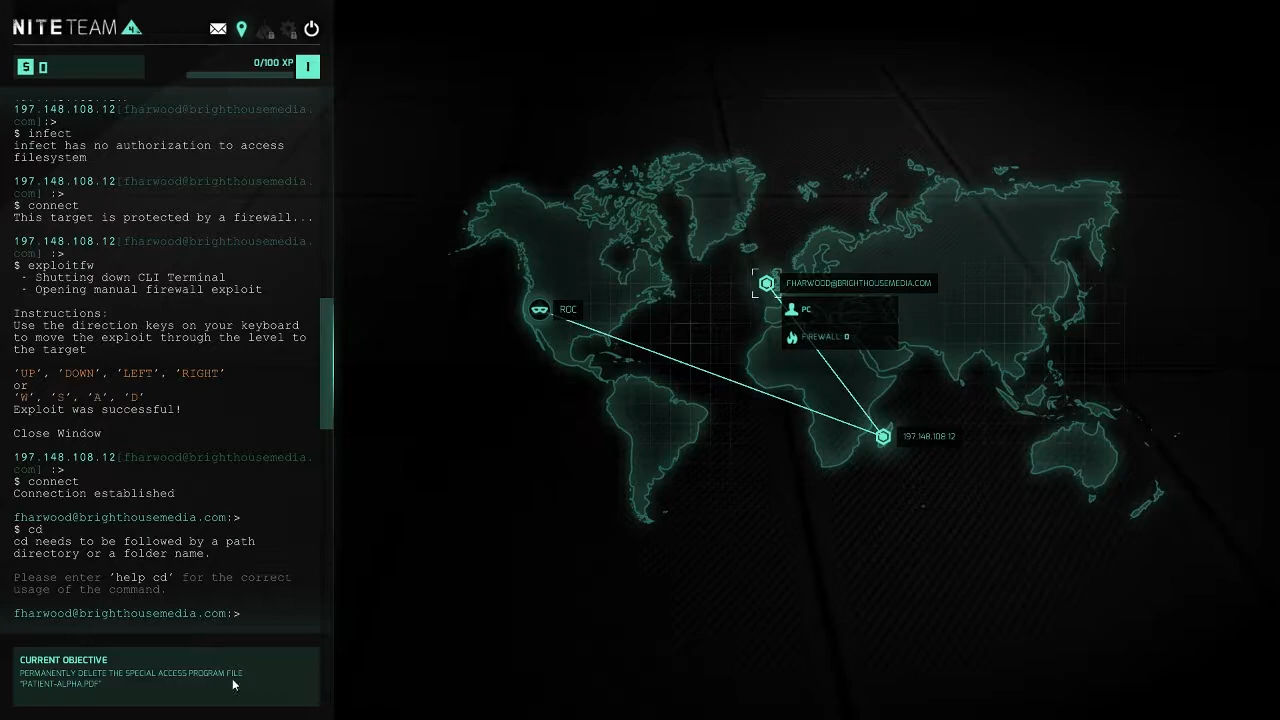 NITE TEAM 4
S 0
0/100 XP
1
197.148.108.12[fharwood@brighthousemedia.
com]:>
$ infect
infect has no authorization to access
filesystem
197.148.108.12[fharwood@brighthousemedia.
com] :>
$ connect
This target is protected by a firewall...
197.148.108.12[fharwood@brighthousemedia.
com] :>
$ exploitfw
- Shutting down CLI Terminal
- Opening manual firewall exploit
Instructions:
Use the direction keys on your keyboard
to move the exploit through the level to
the target
'UP', 'DOWN', 'LEFT', 'RIGHT'
or
'W', 'S', 'A', 'D'
Exploit was successful!
Close Window
197.148.108.12[fharwood@brighthousemedia.
com] :>
$ connect
Connection established
fharwood@brighthousemedia.com:>
$ cd
cd needs to be followed by a path
directory or a folder name.
Please enter 'help cd' for the correct
usage of the command.
fharwood@brighthousemedia.com:>
CURRENT OBJECTIVE
PERMANENTLY DELETE THE SPECIAL ACCESS PROGRAM FILE
"PATIENT-ALPHA.PDF"
ROC
FHARWOOD@BRIGHTHOUSEMEDIA.COM
PC
FIREWALL: 0
197.148.108.12